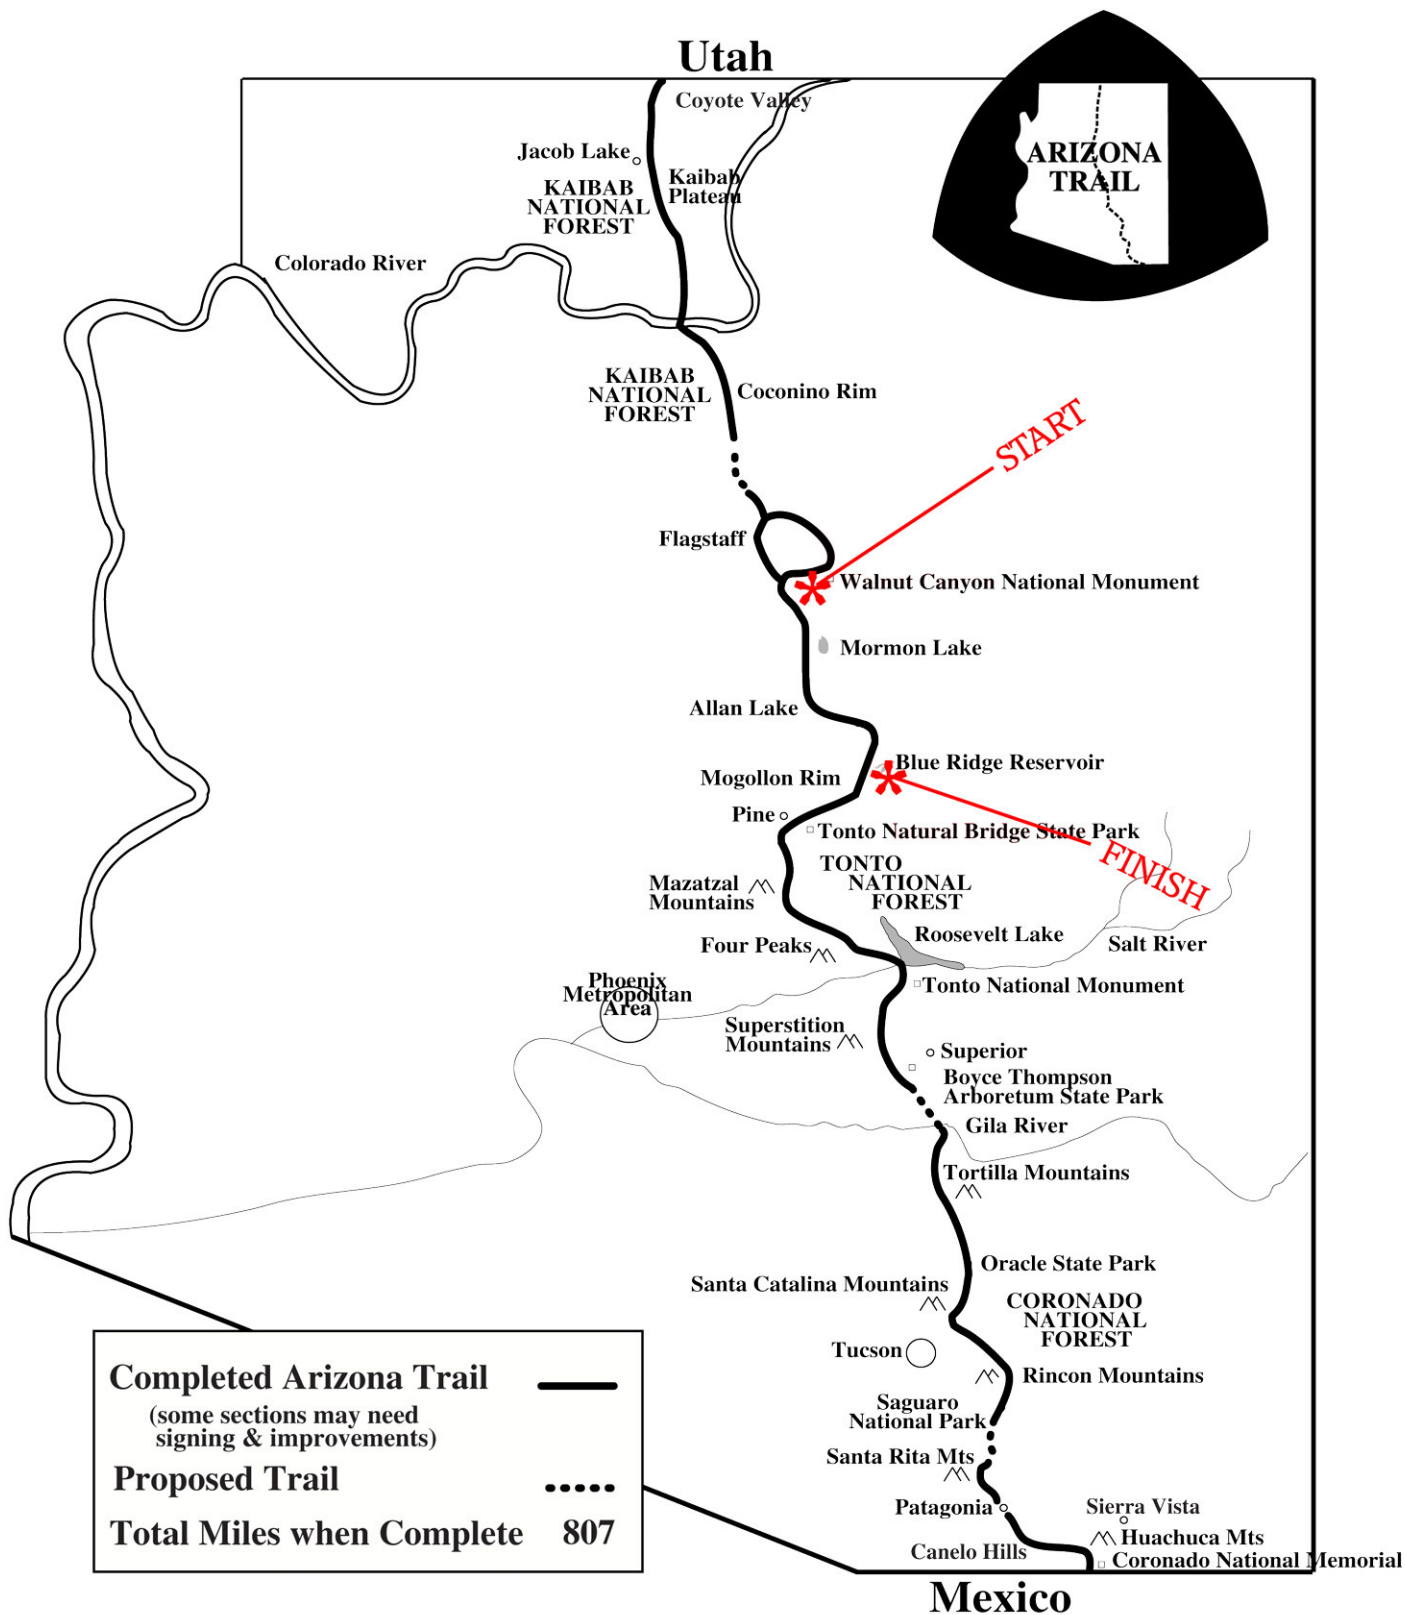 Utah
Coyote Valley
ARIZONA
TRAIL
Jacob Lake
Kaibab
Plateau
KAIBAB
NATIONAL
FOREST
Colorado River
KAIBAB
NATIONAL
FOREST
Coconino Rim
START
Flagstaff
Walnut Canyon National Monument
Mormon Lake
Allan Lake
Blue Ridge Reservoir
Mogollon Rim
Pine
Tonto Natural Bridge State Park
FINISH
TONTO
NATIONAL
FOREST
Mazatzal
Mountains
Roosevelt Lake
Salt River
Four Peaks
Phoenix
Metropolitan
Area
Tonto National Monument
Superstition
Mountains
Superior
Boyce Thompson
Arboretum State Park
Gila River
Tortilla Mountains
Oracle State Park
Santa Catalina Mountains
CORONADO
NATIONAL
FOREST
Tucson
Rincon Mountains
Saguaro
National Park
Santa Rita Mts
Patagonia
Sierra Vista
Huachuca Mts
Canelo Hills
Coronado National Memorial
Completed Arizona Trail
(some sections may need
signing & improvements)
Proposed Trail
Total Miles when Complete 807
Mexico